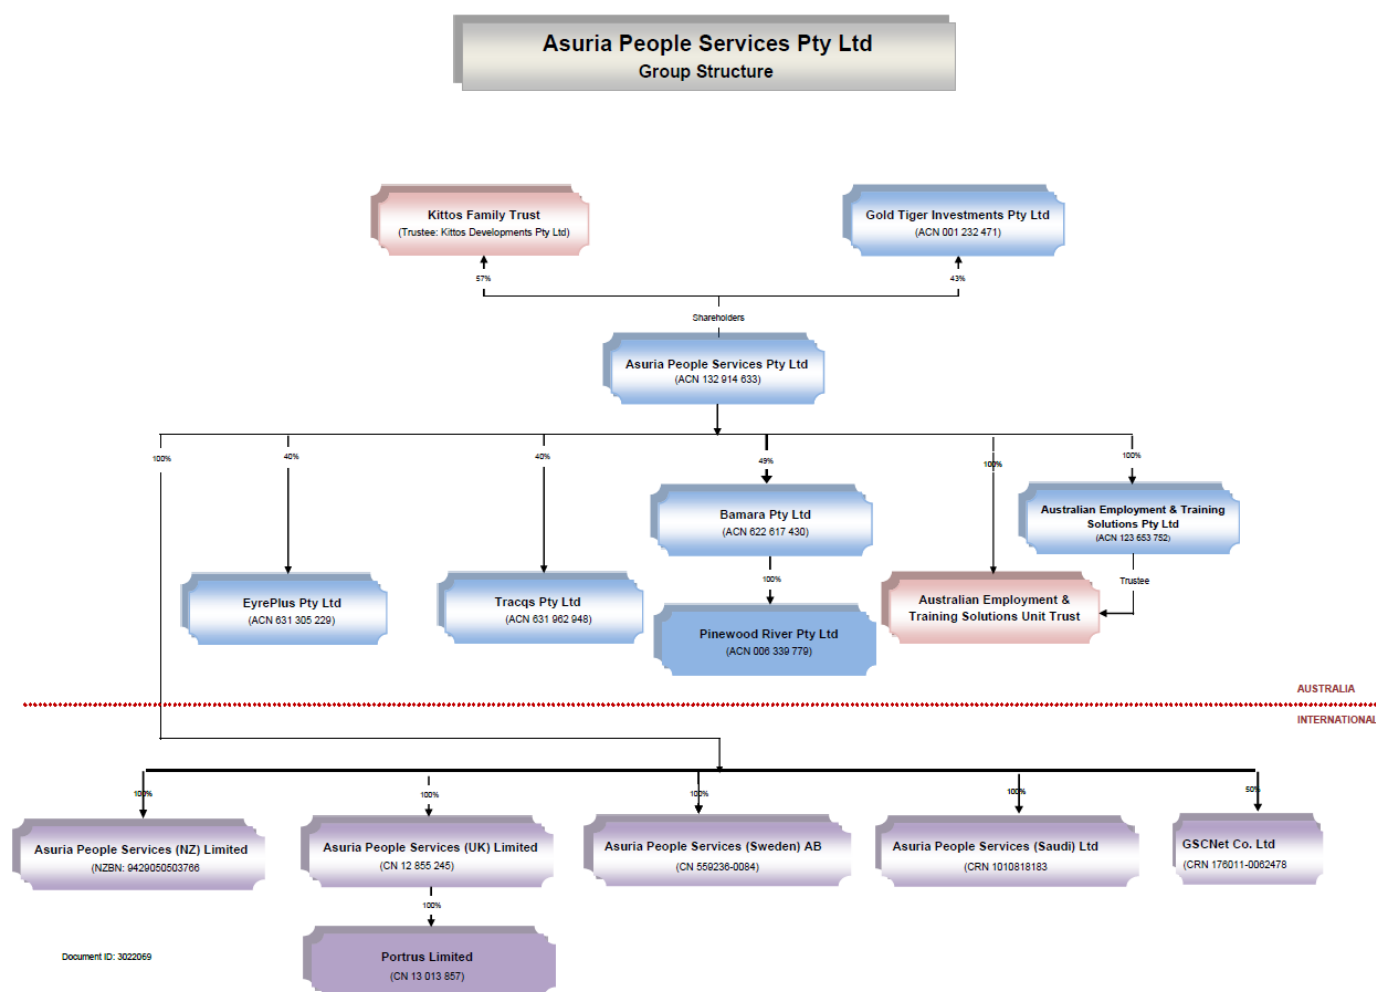 Asuria People Services Pty Ltd
Group Structure
Kittos Family Trust
(Trustee: Kittos Developments Pty Ltd)
Gold Tiger Investments Pty Ltd
(ACN 001 232 471)
57%
43%
Shareholders
Asuria People Services Pty Ltd
(ACN 132 914 633)
100%
40%
40%
49%
100%
100%
Bamara Pty Ltd
(ACN 622 617 430)
Australian Employment & Training
Solutions Pty Ltd
(ACN 123 653 752)
100%
Trustee
EyrePlus Pty Ltd
(ACN 631 305 229)
Tracqs Pty Ltd
(ACN 631 962 948)
Pinewood River Pty Ltd
(ACN 006 339 779)
Australian Employment &
Training Solutions Unit Trust
AUSTRALIA
INTERNATIONAL
100%
100%
100%
100%
50%
Asuria People Services (NZ) Limited
(NZBN: 9429050503766
Asuria People Services (UK) Limited
(CN 12 855 245)
Asuria People Services (Sweden) AB
(CN 559236-0084)
Asuria People Services (Saudi) Ltd
(CRN 1010818183
GSCNet Co. Ltd
(CRN 176011-0062478
100%
Portrus Limited
(CN 13 013 857)
Document ID: 3022069